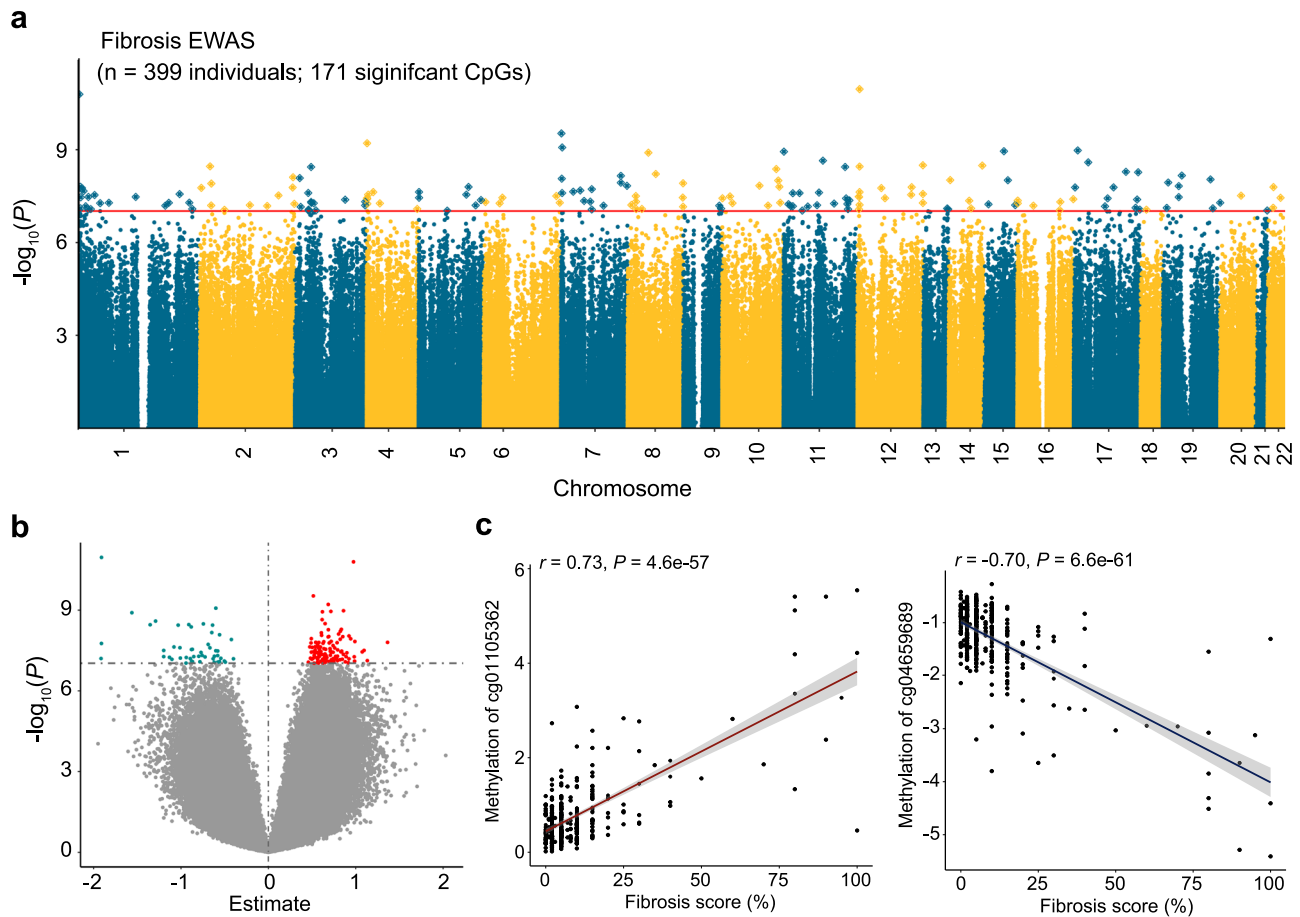 a
Fibrosis EWAS
(n = 399 individuals; 171 siginifcant CpGs)
-log10(P)
9
6
3
1 2 3 4 5 6 7 8 9 10 11 12 13 14 15 16 17 18 19 20 21 22
Chromosome
b
-log10(P)
9
6
3
0
-2 -1 0 1 2
Estimate
c
r = 0.73, P = 4.6e-57
Methylation of cg01105362
6
4
2
0
0 25 50 75 100
Fibrosis score (%)
r = -0.70, P = 6.6e-61
Methylation of cg04659689
-1
-2
-3
-4
-5
0 25 50 75 100
Fibrosis score (%)